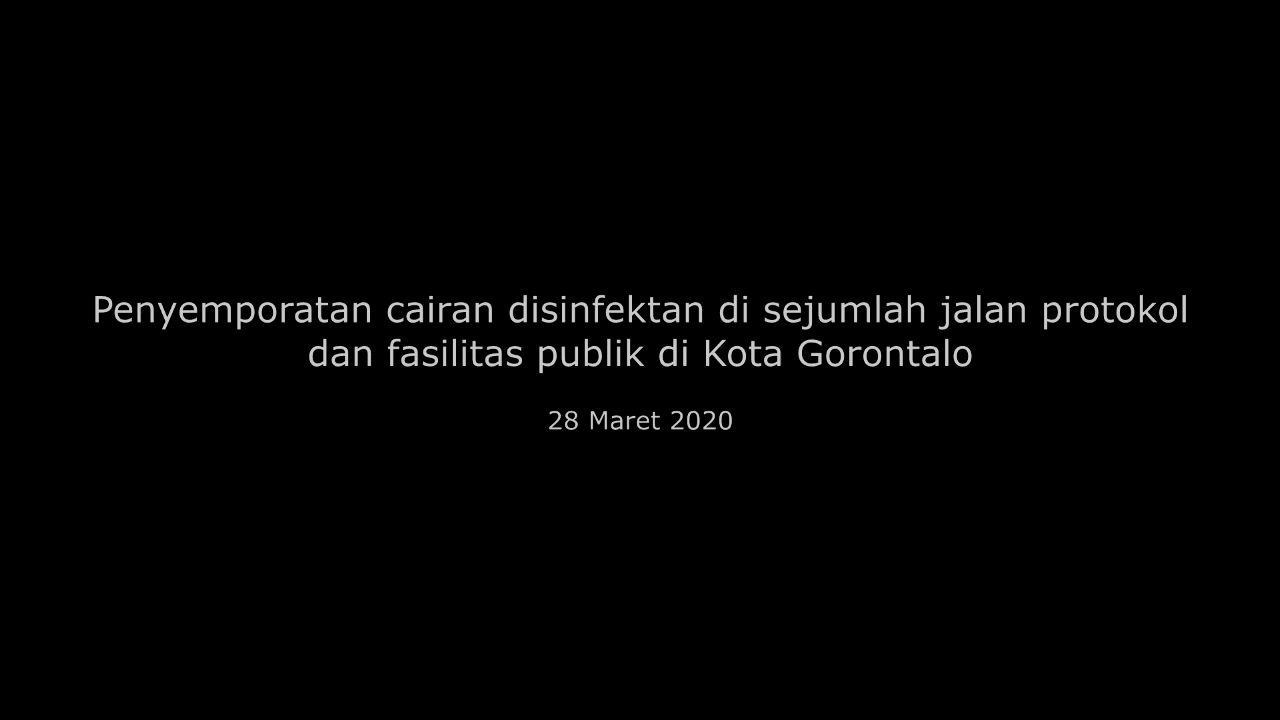 Penyemporatan cairan disinfektan di sejumlah jalan protokol
dan fasilitas publik di Kota Gorontalo
28 Maret 2020